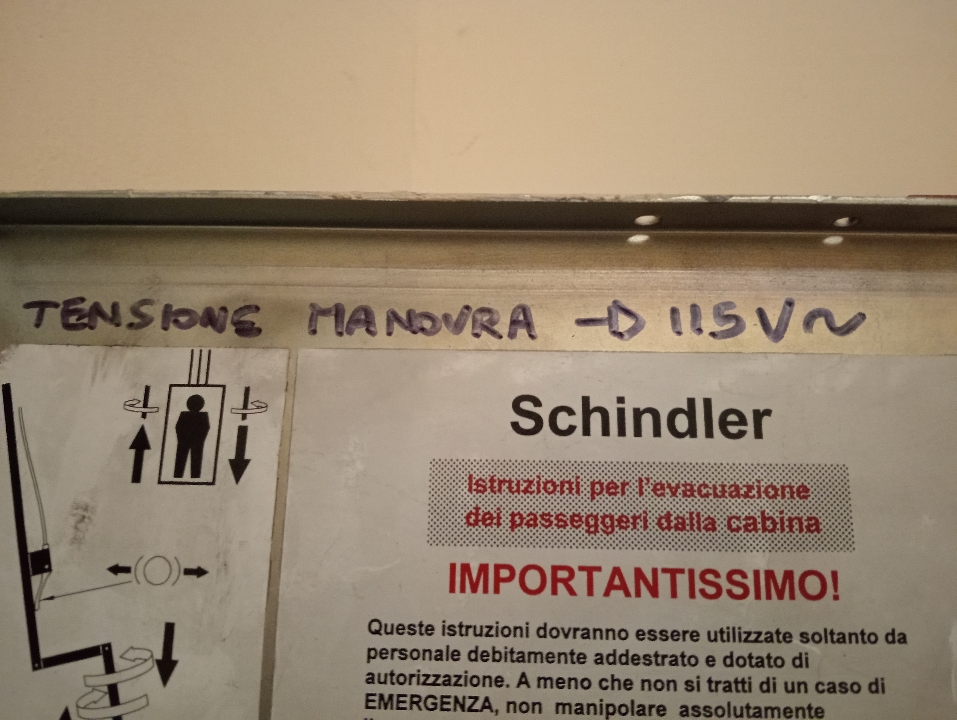 TENSIONE MANOVRA → 115V~
Schindler
Istruzioni per l'evacuazione
dei passeggeri dalla cabina
IMPORTANTISSIMO!
Queste istruzioni dovranno essere utilizzate soltanto da
personale debitamente addestrato e dotato di
autorizzazione. A meno che non si tratti di un caso di
EMERGENZA, non manipolare assolutamente